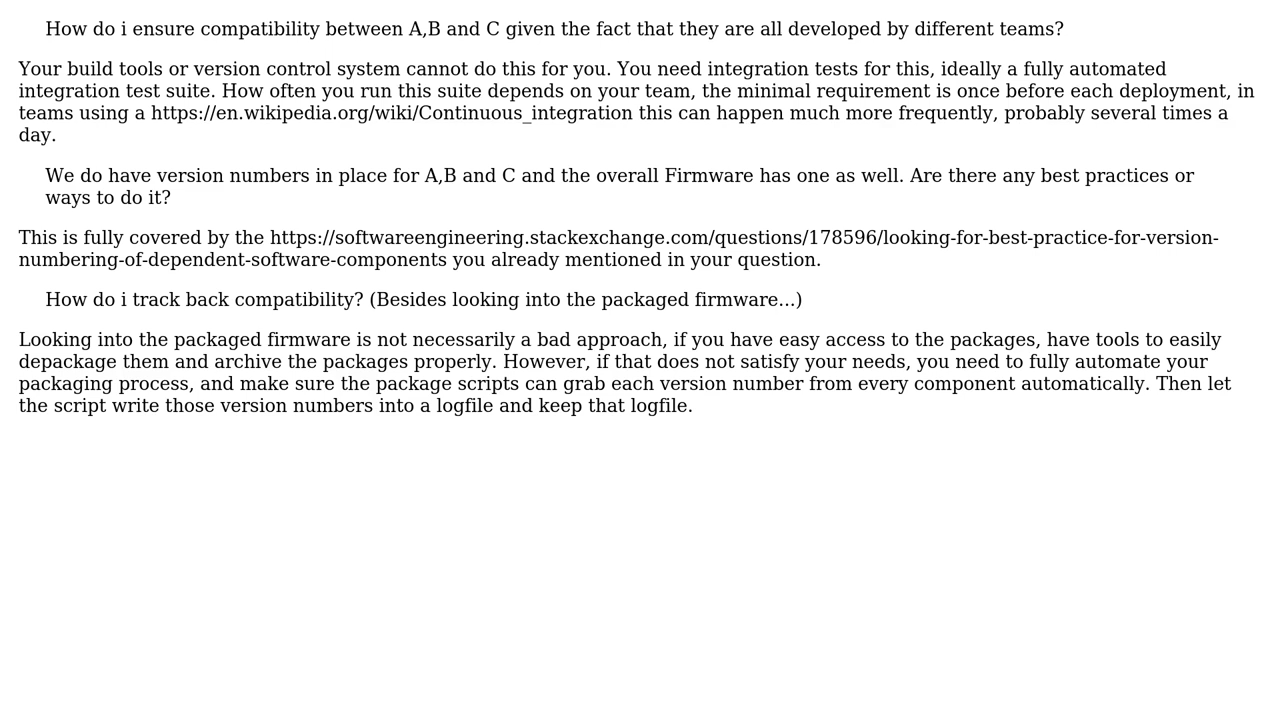 How do i ensure compatibility between A,B and C given the fact that they are all developed by different teams?
Your build tools or version control system cannot do this for you. You need integration tests for this, ideally a fully automated
integration test suite. How often you run this suite depends on your team, the minimal requirement is once before each deployment, in
teams using a https://en.wikipedia.org/wiki/Continuous_integration this can happen much more frequently, probably several times a
day.
We do have version numbers in place for A,B and C and the overall Firmware has one as well. Are there any best practices or
ways to do it?
This is fully covered by the https://softwareengineering.stackexchange.com/questions/178596/looking-for-best-practice-for-version-
numbering-of-dependent-software-components you already mentioned in your question.
How do i track back compatibility? (Besides looking into the packaged firmware...)
Looking into the packaged firmware is not necessarily a bad approach, if you have easy access to the packages, have tools to easily
depackage them and archive the packages properly. However, if that does not satisfy your needs, you need to fully automate your
packaging process, and make sure the package scripts can grab each version number from every component automatically. Then let
the script write those version numbers into a logfile and keep that logfile.